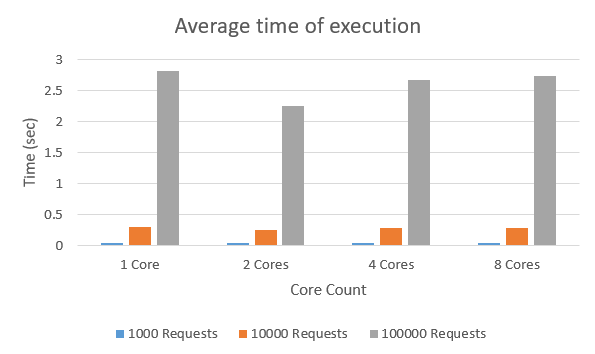 Average time of execution
3
2.5
2
1.5
1
0.5
0
Time (sec)
1 Core 2 Cores 4 Cores 8 Cores
Core Count
1000 Requests 10000 Requests 100000 Requests